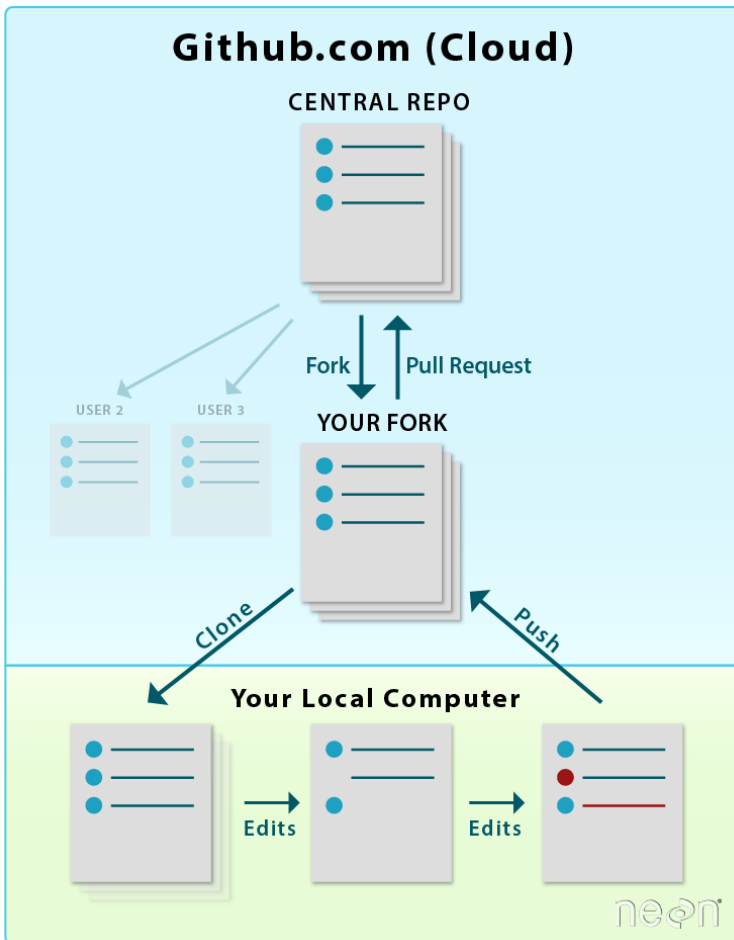 Github.com (Cloud)
CENTRAL REPO
Fork
Pull Request
USER 2
USER 3
YOUR FORK
Clone
Push
Your Local Computer
Edits
Edits
neon